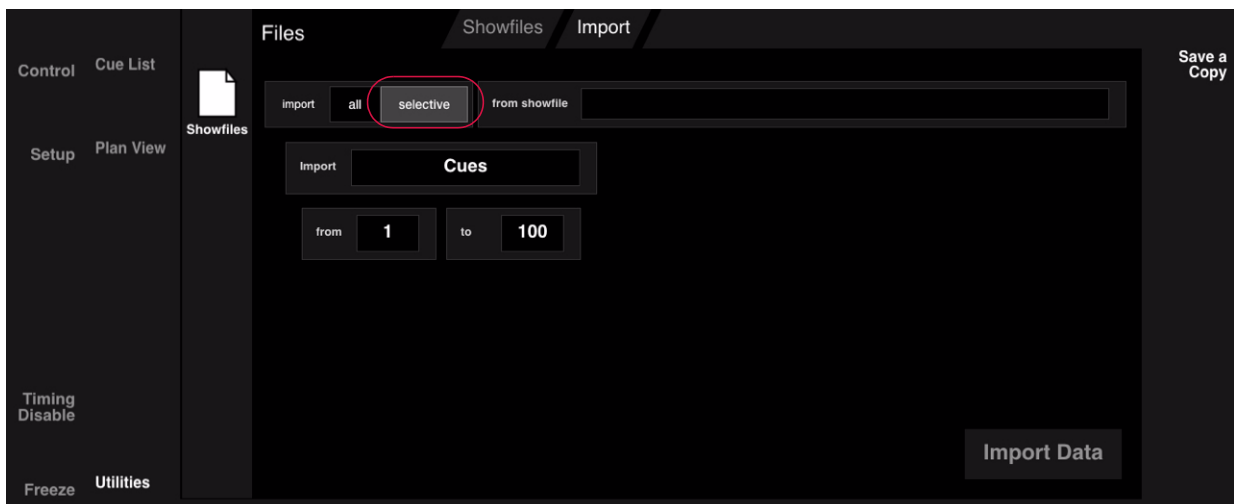 Files
Showfiles
Import
Save a
Copy
Control
Cue List
Showfiles
import
all
selective
from showfile
Setup
Plan View
Import
Cues
from
1
to
100
Timing
Disable
Import Data
Freeze
Utilities